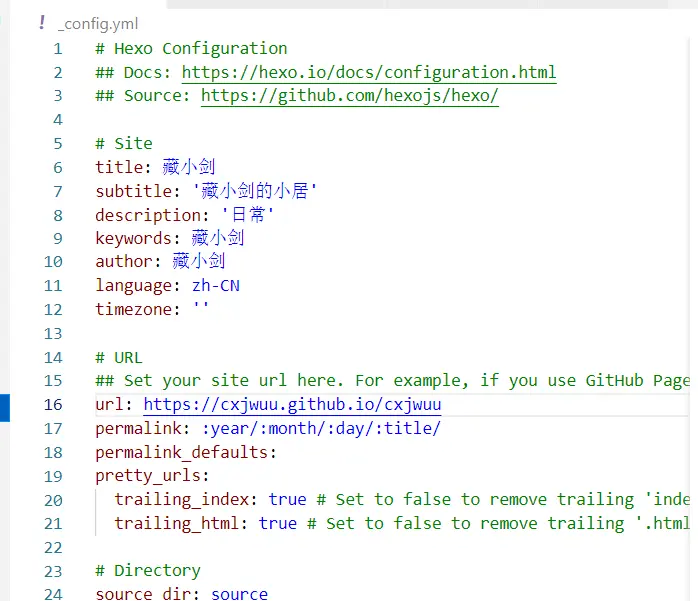 ! _config.yml
1 # Hexo Configuration
2 ## Docs: https://hexo.io/docs/configuration.html
3 ## Source: https://github.com/hexojs/hexo/
4
5 # Site
6 title: 藏小剑
7 subtitle: '藏小剑的小居'
8 description: '日常'
9 keywords: 藏小剑
10 author: 藏小剑
11 language: zh-CN
12 timezone: ''
13
14 # URL
15 ## Set your site url here. For example, if you use GitHub Page
16 url: https://cxjwuu.github.io/cxjwuu
17 permalink: :year/:month/:day/:title/
18 permalink_defaults:
19 pretty_urls:
20 trailing_index: true # Set to false to remove trailing 'inde
21 trailing_html: true # Set to false to remove trailing '.html
22
23 # Directory
24 source_dir: source